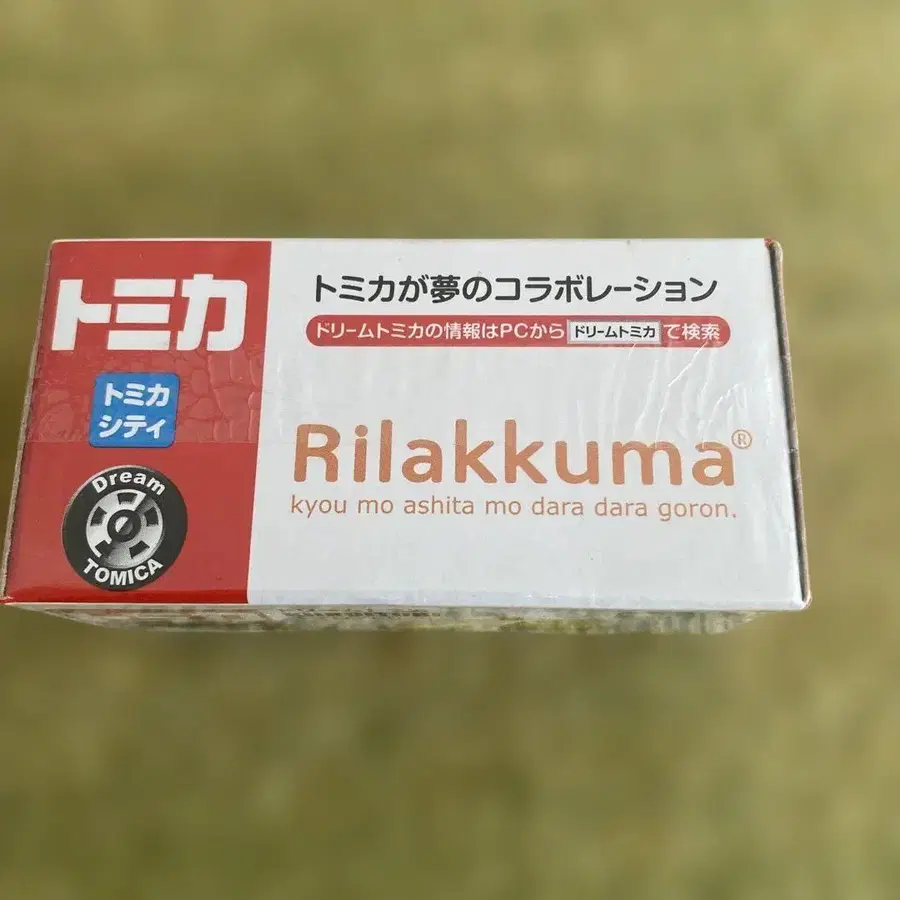 トミカ
トミカ
シティ
Dream
TOMICA
トミカが夢のコラボレーション
ドリームトミカの情報はPCから ドリームトミカ で検索
Rilakkuma®
kyou mo ashita mo dara dara goron.